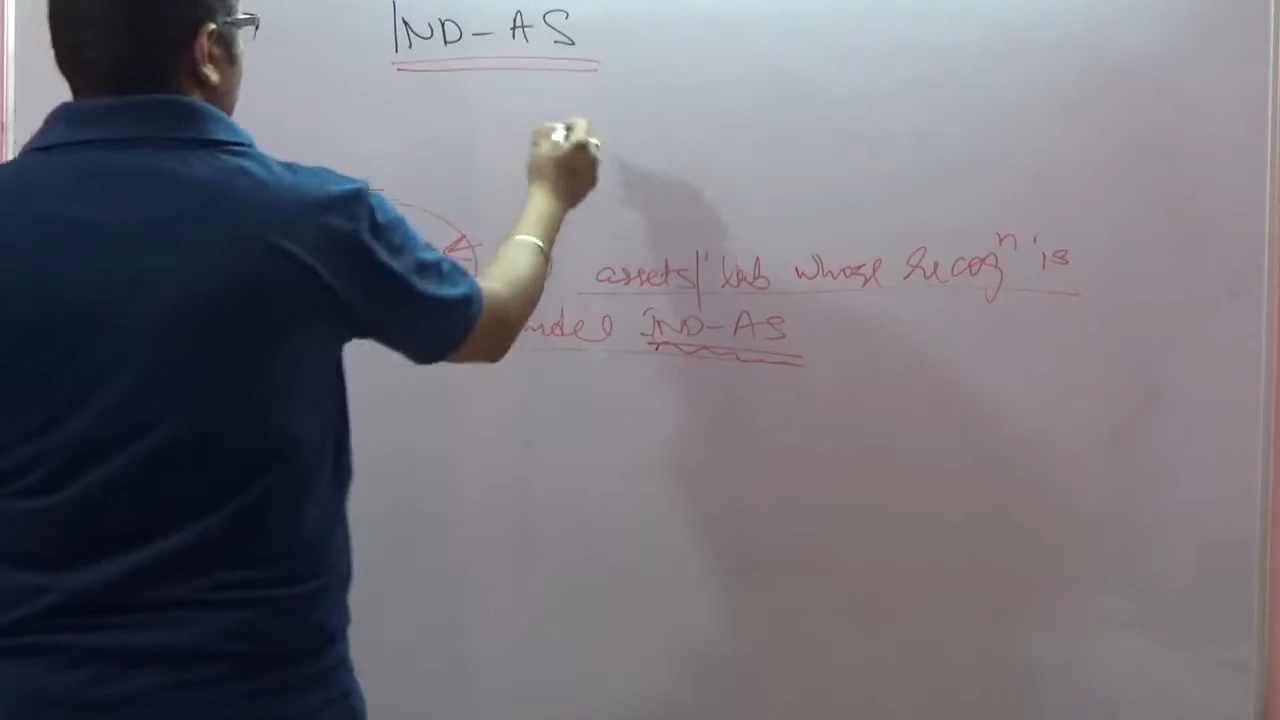 IND-AS
assets/ liab whose recogⁿ is
under IND-AS